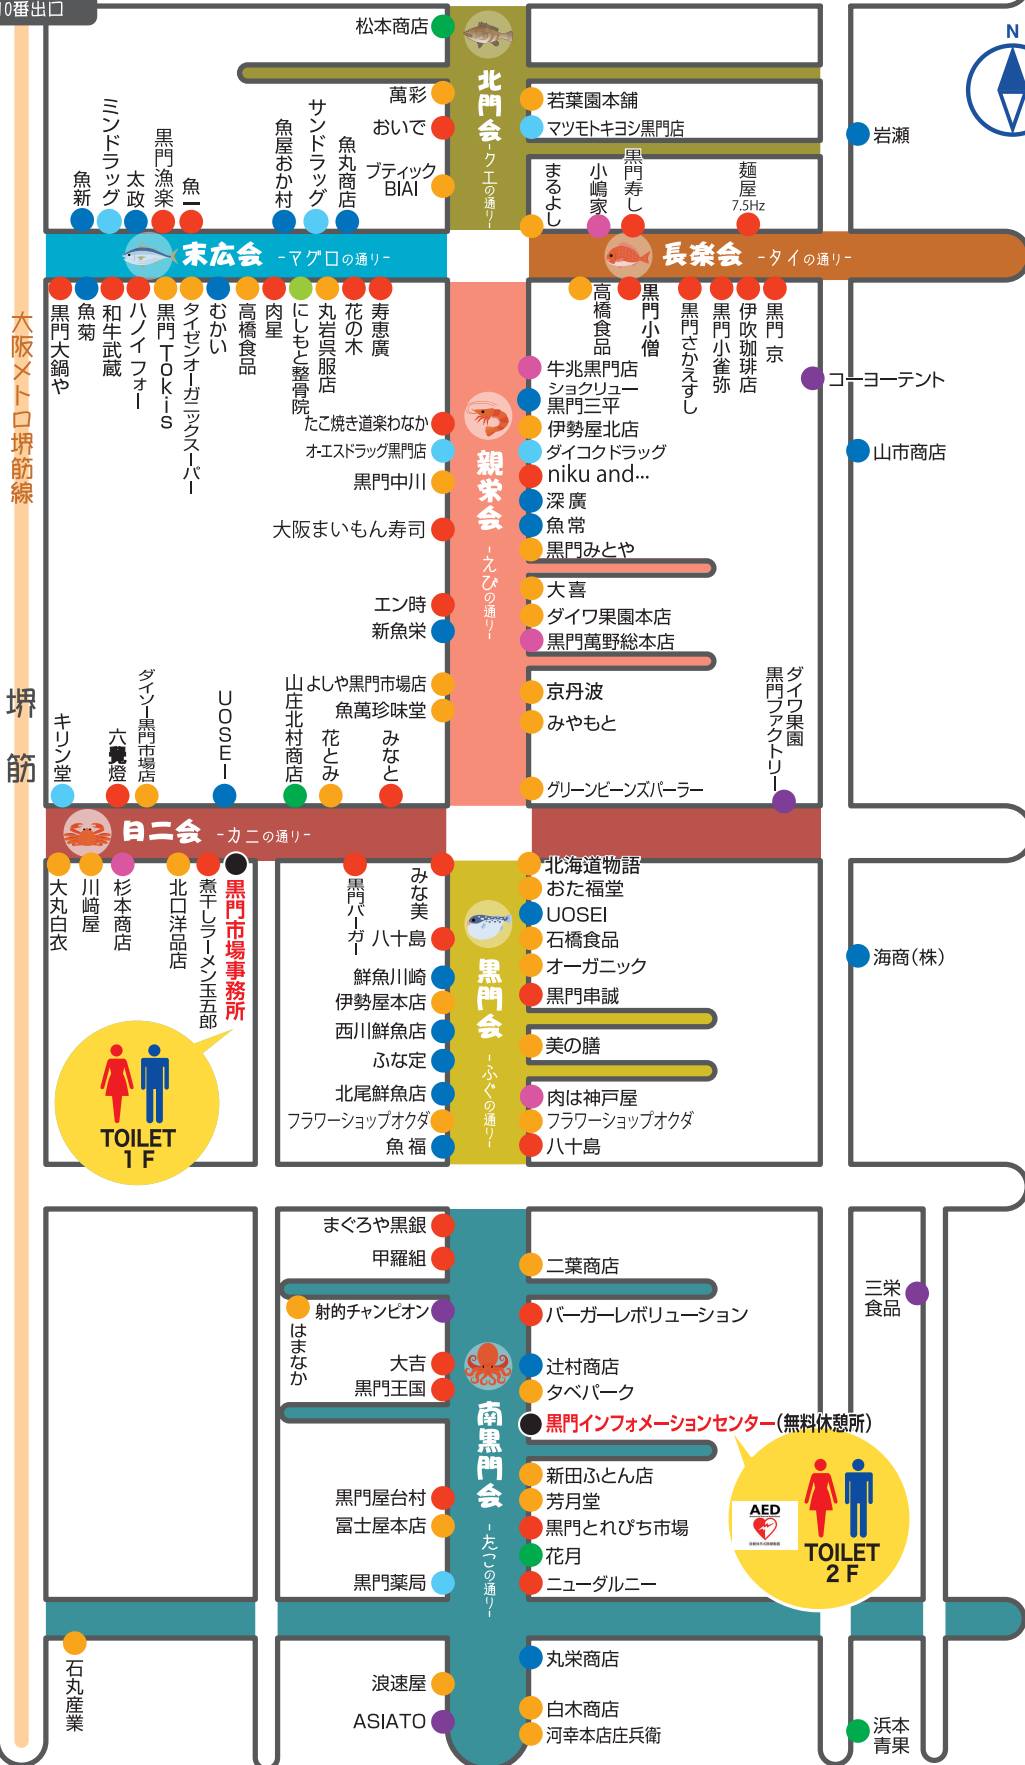 10番出口
松本商店
N
北門会
-クエの通り-
萬彩
おいで
ブティック
BIAI
若葉園本舗
マツモトキヨシ黒門店
岩瀬
魚新
ミンドラッグ
太政
黒門漁楽
魚一
魚屋おか村
サンドラッグ
魚丸商店
まるよし
小嶋家
黒門寿し
麺屋
7.5Hz
末広会 -マグロの通り-
長楽会 -タイの通り-
黒門大鍋や
魚菊
和牛武蔵
ハノイフォー
黒門Tokis
タイゼンオーガニックスーパー
むかい
高橋食品
肉星
にしもと整骨院
丸岩呉服店
花の木
寿恵廣
高橋食品
黒門小僧
黒門さかえすし
黒門小雀弥
伊吹珈琲店
黒門 京
大阪メトロ堺筋線
堺筋
親栄会
-えびの通り-
たこ焼き道楽わなか
オーエスドラッグ黒門店
黒門中川
大阪まいもん寿司
エン時
新魚栄
よしや黒門市場店
魚萬珍味堂
牛兆黒門店
ショクリュー
黒門三平
伊勢屋北店
ダイコクドラッグ
niku and…
深廣
魚常
黒門みとや
大喜
ダイワ果園本店
黒門萬野総本店
京丹波
みやもと
グリーンビーンズパーラー
コーヨーテント
山市商店
ダイワ果園
黒門ファクトリー
キリン堂
六覺燈
ダイソー黒門市場店
UOSEI
山庄北村商店
花とみ
みなと
日二会 -カニの通り-
大丸白衣
川﨑屋
杉本商店
北口洋品店
煮干しラーメン玉五郎
黒門市場事務所
TOILET
1F
黒門バーガー
みな美
八十島
鮮魚川崎
伊勢屋本店
西川鮮魚店
ふな定
北尾鮮魚店
フラワーショップオクダ
魚福
黒門会
-ふぐの通り-
北海道物語
おた福堂
UOSEI
石橋食品
オーガニック
黒門串誠
美の膳
肉は神戸屋
フラワーショップオクダ
八十島
海商(株)
まぐろや黒銀
甲羅組
射的チャンピオン
はまなか
大吉
黒門王国
黒門屋台村
冨士屋本店
黒門薬局
南黒門会
-たこの通り-
二葉商店
バーガーレボリューション
辻村商店
タベパーク
黒門インフォメーションセンター(無料休憩所)
新田ふとん店
芳月堂
黒門とれぴち市場
花月
ニューダルニー
三栄
食品
AED
TOILET
2F
石丸産業
浪速屋
ASIATO
丸栄商店
白木商店
河幸本店庄兵衛
浜本
青果